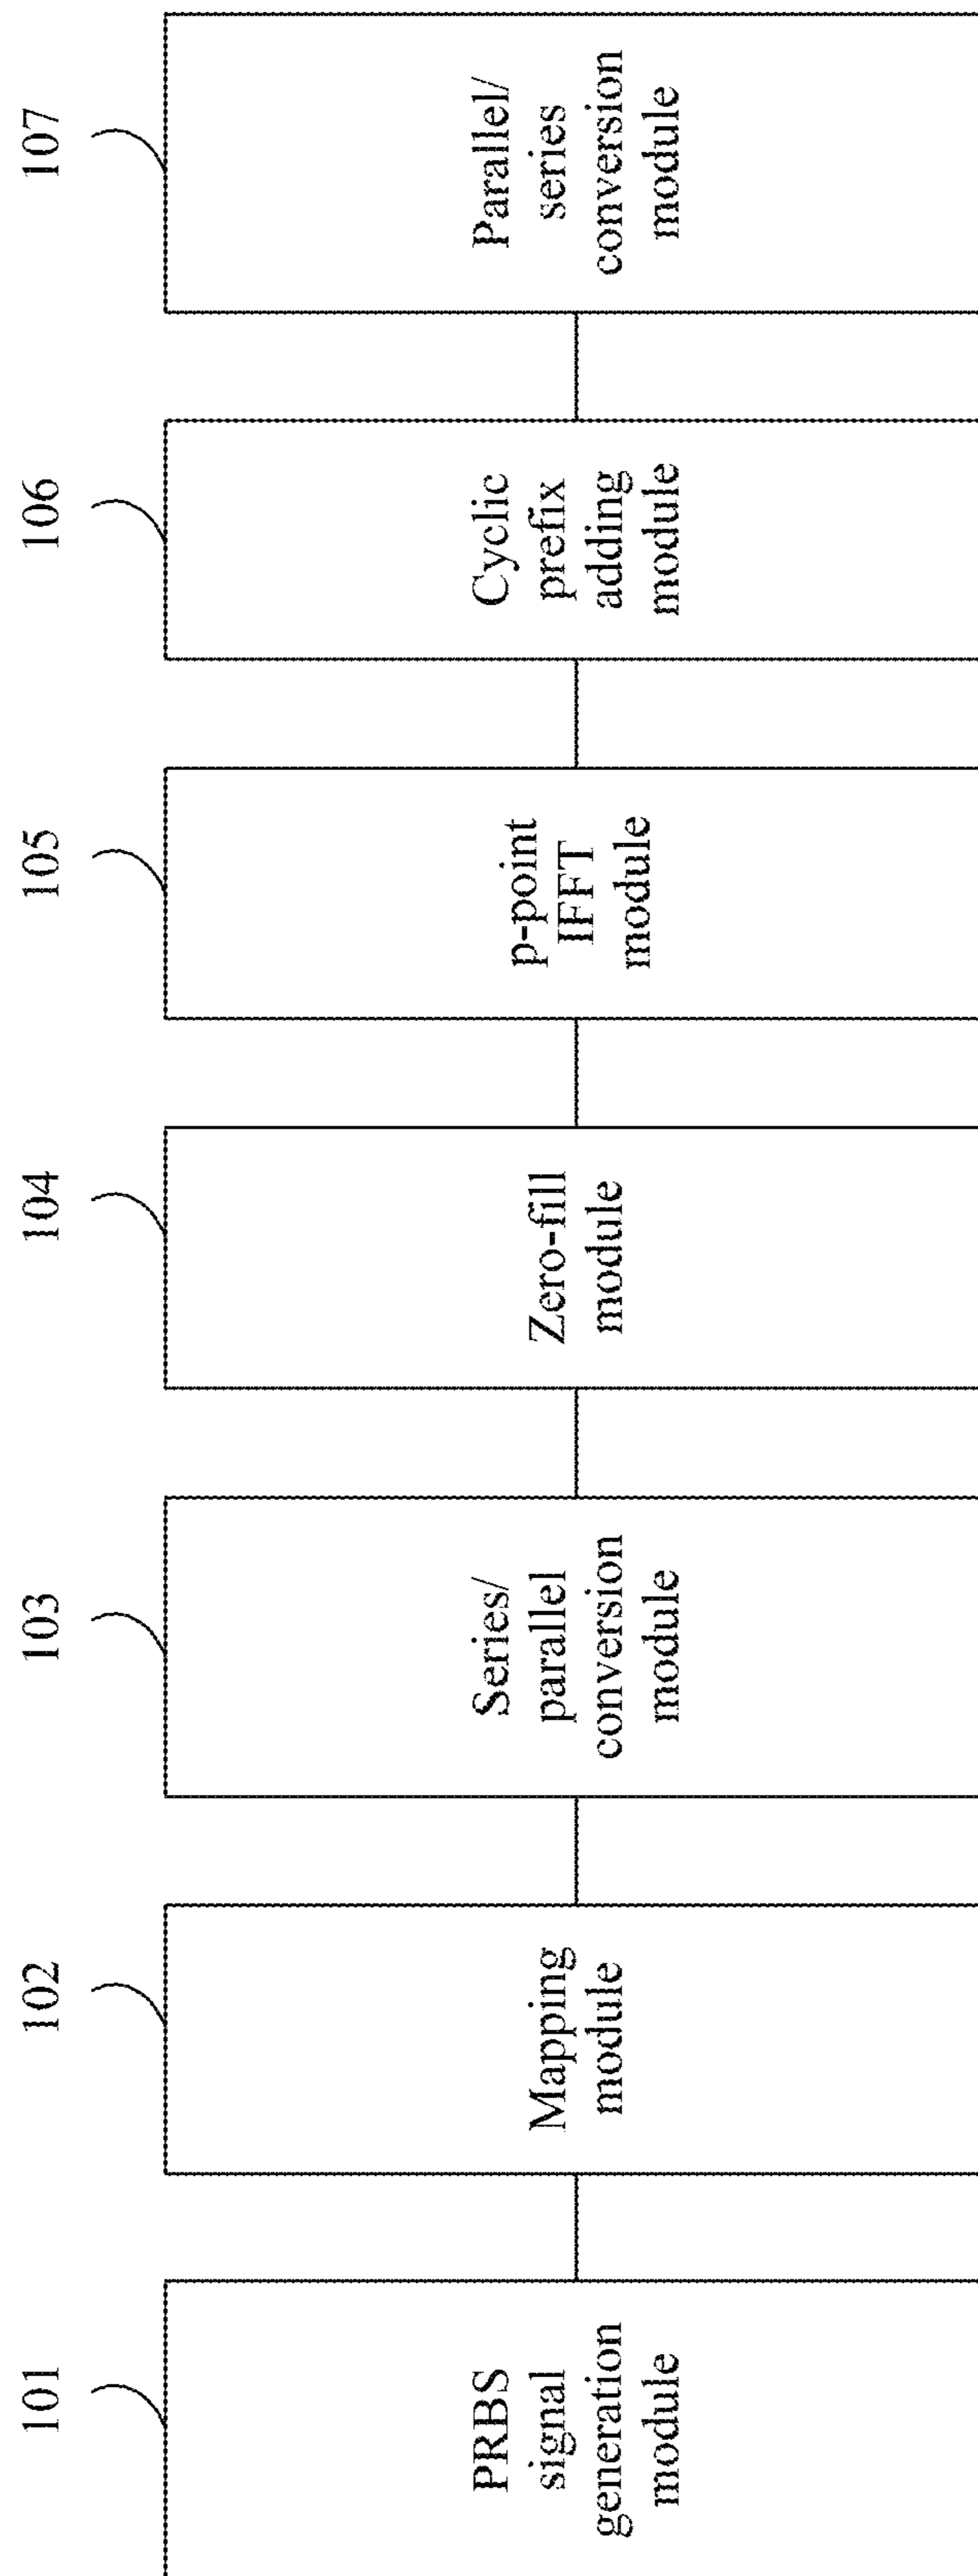 101
PRBS
signal
generation
module
102
Mapping
module
103
Series/
parallel
conversion
module
104
Zero-fill
module
105
p-point
IFFT
module
106
Cyclic
prefix
adding
module
107
Parallel/
series
conversion
module